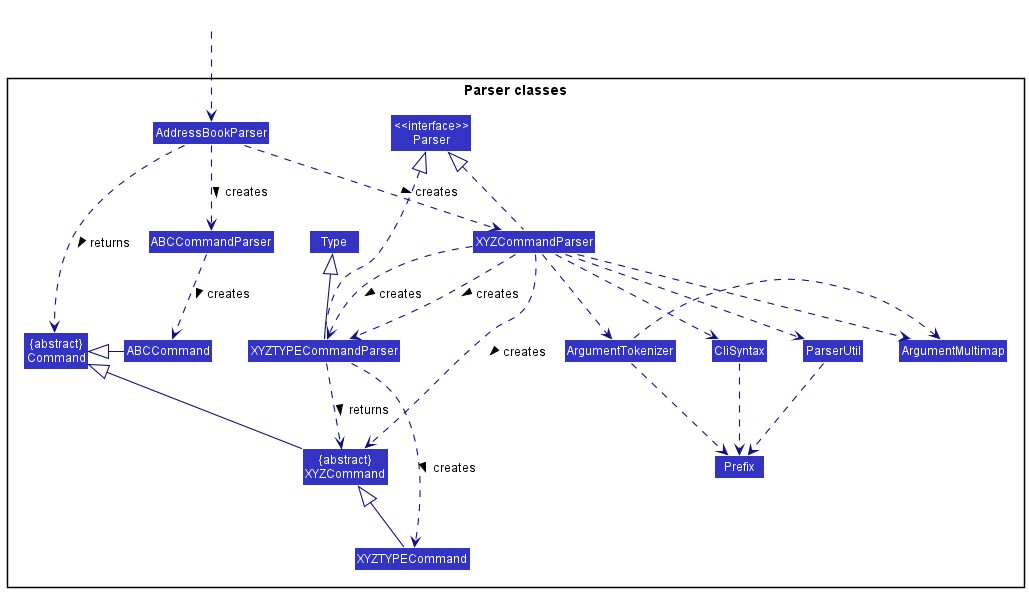 Parser classes
AddressBookParser
<<interface>>
Parser
creates
creates
returns
ABCCommandParser
Type
XYZCommandParser
creates
creates
creates
{abstract}
Command
ABCCommand
XYZTYPECommandParser
creates
ArgumentTokenizer
CliSyntax
ParserUtil
ArgumentMultimap
returns
{abstract}
XYZCommand
creates
Prefix
XYZTYPECommand